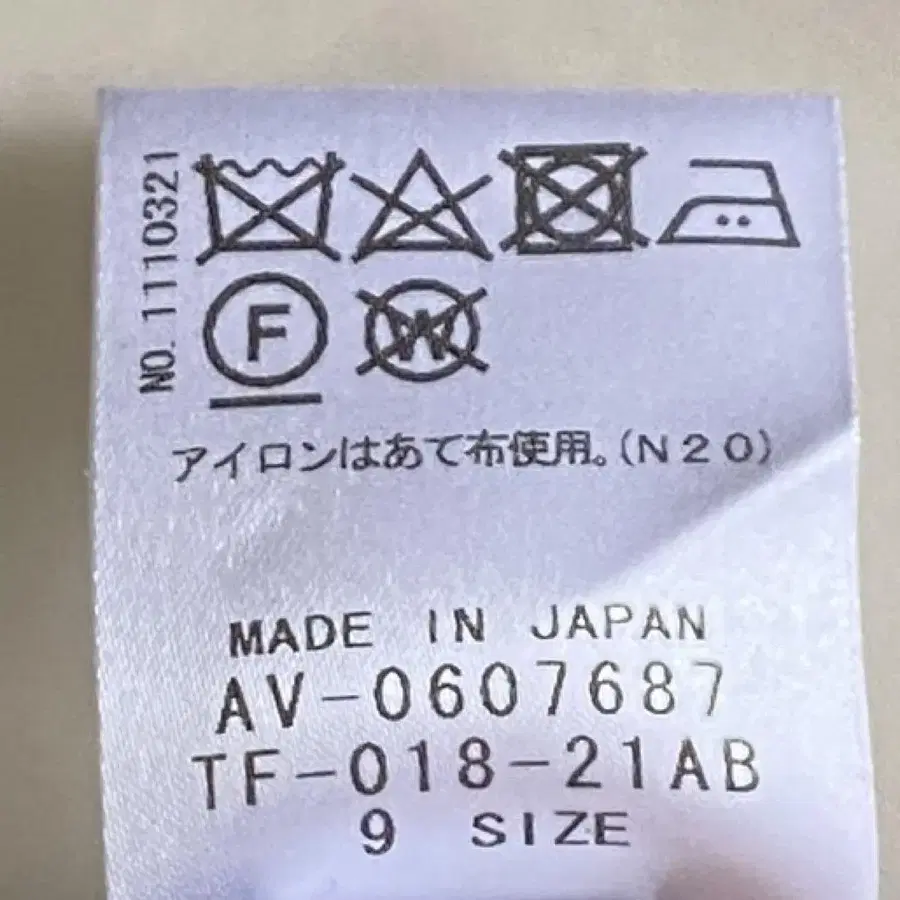 NO.1110321
F
W
アイロンはあて布使用。(N20)
MADE IN JAPAN
AV-0607687
TF-018-21AB
9 SIZE